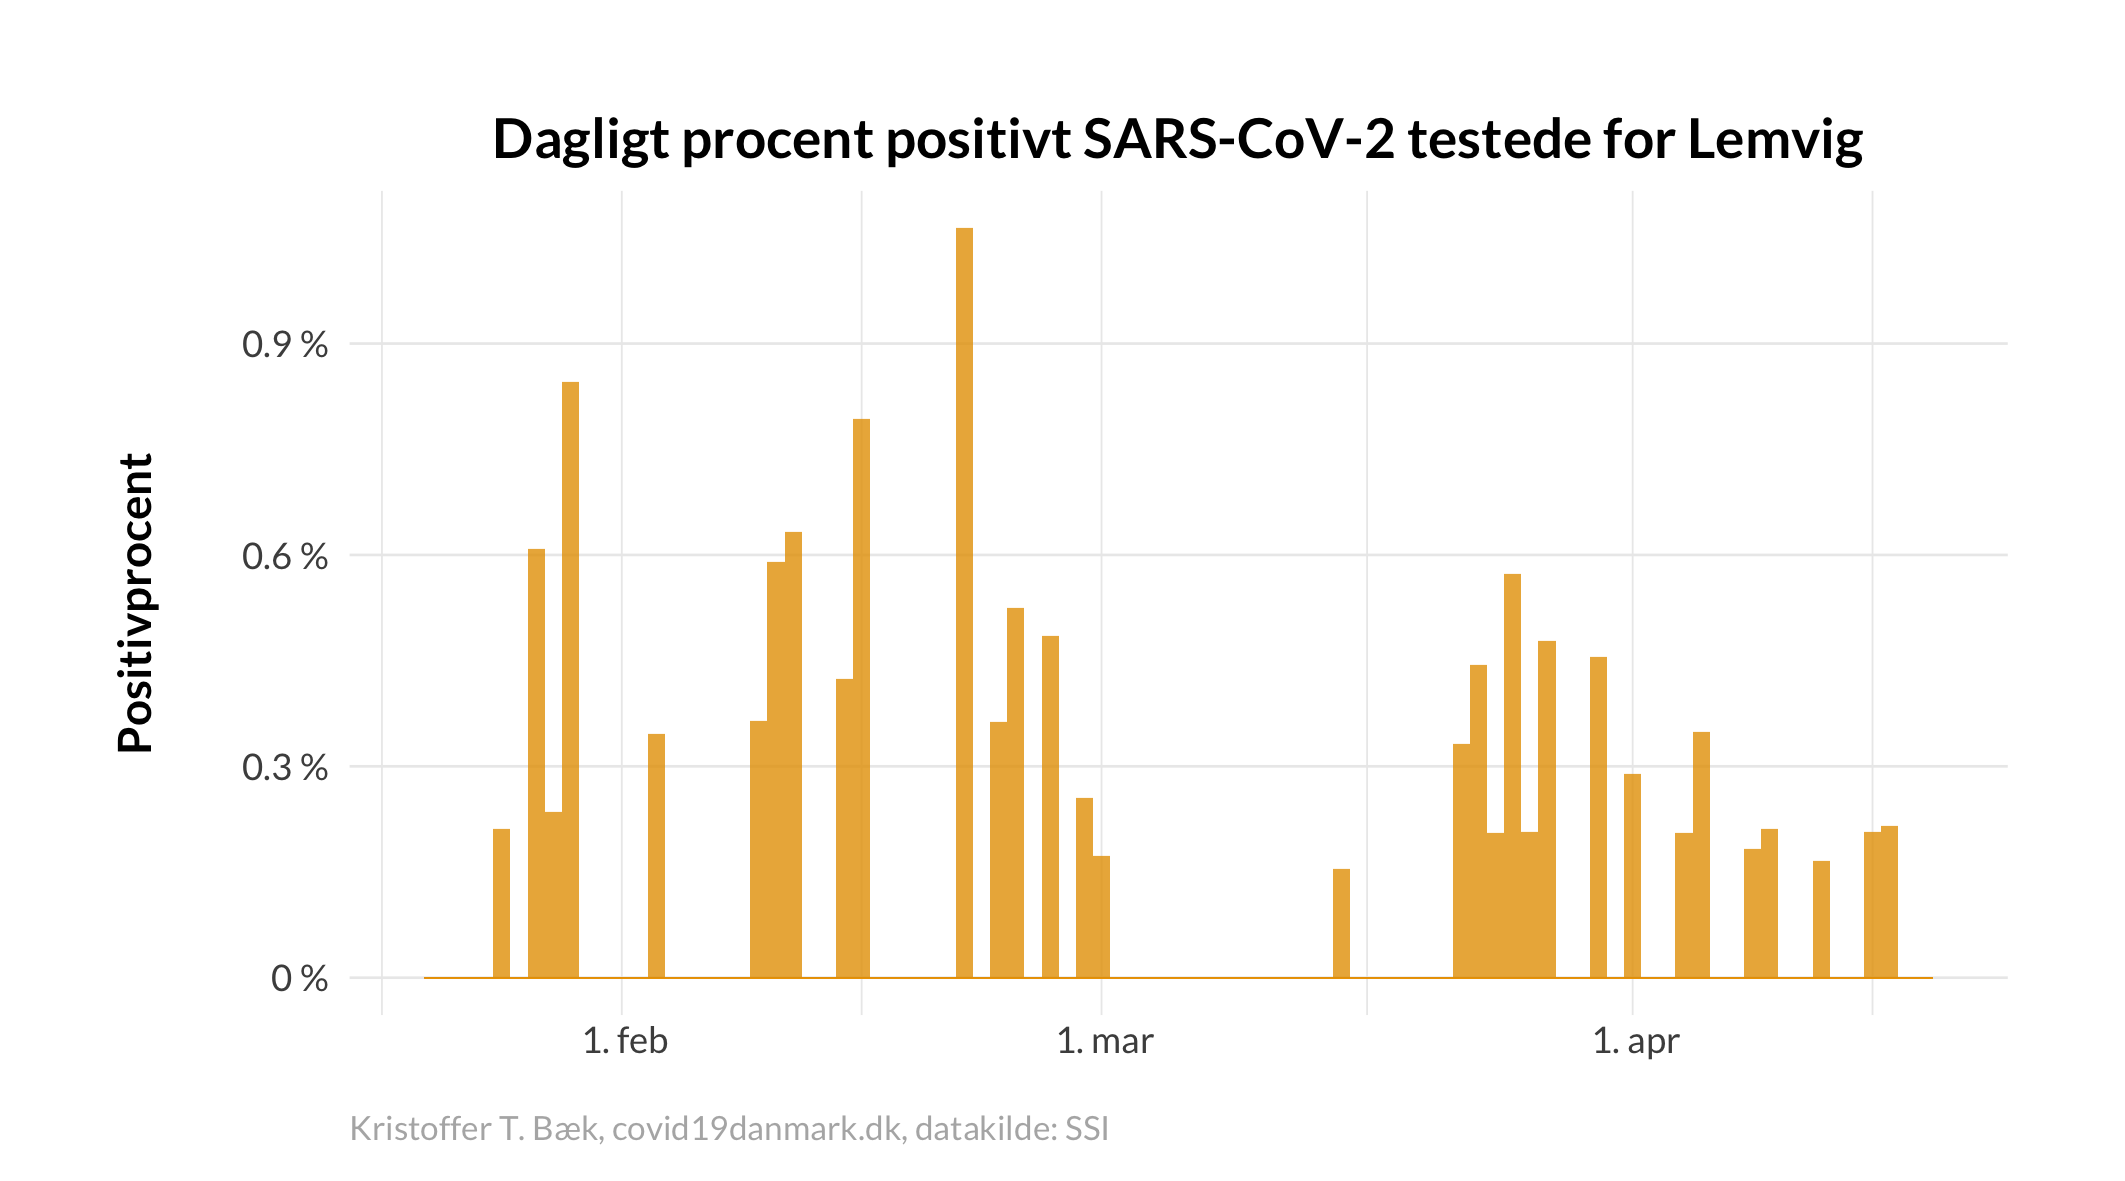 Dagligt procent positivt SARS-CoV-2 testede for Lemvig
Positivprocent
0.9 %
0.6 %
0.3 %
0 %
1. feb
1. mar
1. apr
Kristoffer T. Bæk, covid19danmark.dk, datakilde: SSI